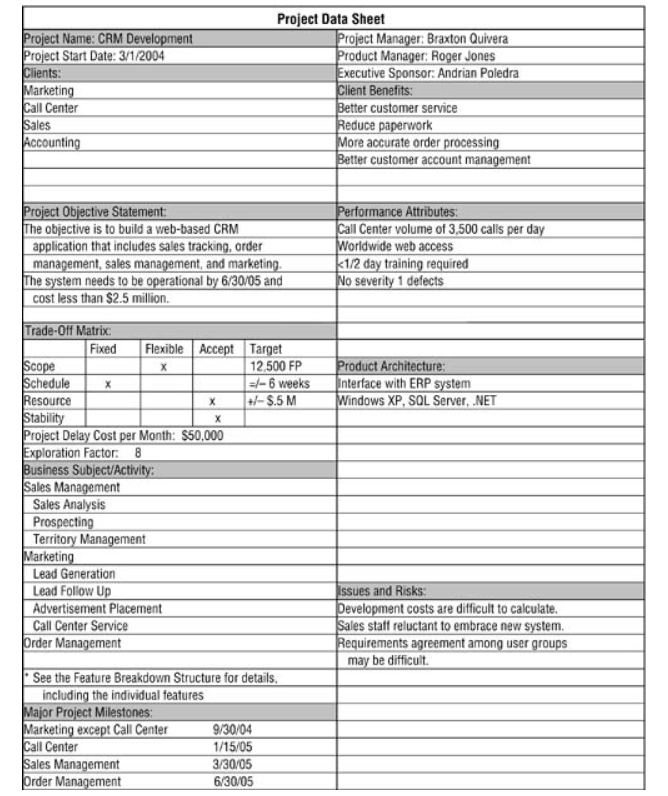 Project Data Sheet
Project Name: CRM Development
Project Manager: Braxton Quivera
Project Start Date: 3/1/2004
Product Manager: Roger Jones
Clients:
Executive Sponsor: Andrian Poledra
Marketing
Client Benefits:
Call Center
Better customer service
Sales
Reduce paperwork
Accounting
More accurate order processing
Better customer account management
Project Objective Statement:
The objective is to build a web-based CRM
application that includes sales tracking, order
management, sales management, and marketing.
The system needs to be operational by 6/30/05 and
cost less than $2.5 million.
Performance Attributes:
Call Center volume of 3,500 calls per day
Worldwide web access
<1/2 day training required
No severity 1 defects
Trade-Off Matrix:
Fixed Flexible Accept Target
Scope x 12,500 FP
Schedule x =/– 6 weeks
Resource x +/– $.5 M
Stability x
Project Delay Cost per Month: $50,000
Exploration Factor: 8
Product Architecture:
Interface with ERP system
Windows XP, SQL Server, .NET
Business Subject/Activity:
Sales Management
Sales Analysis
Prospecting
Territory Management
Marketing
Lead Generation
Lead Follow Up
Advertisement Placement
Call Center Service
Order Management
* See the Feature Breakdown Structure for details,
including the individual features
Issues and Risks:
Development costs are difficult to calculate.
Sales staff reluctant to embrace new system.
Requirements agreement among user groups
may be difficult.
Major Project Milestones:
Marketing except Call Center 9/30/04
Call Center 1/15/05
Sales Management 3/30/05
Order Management 6/30/05